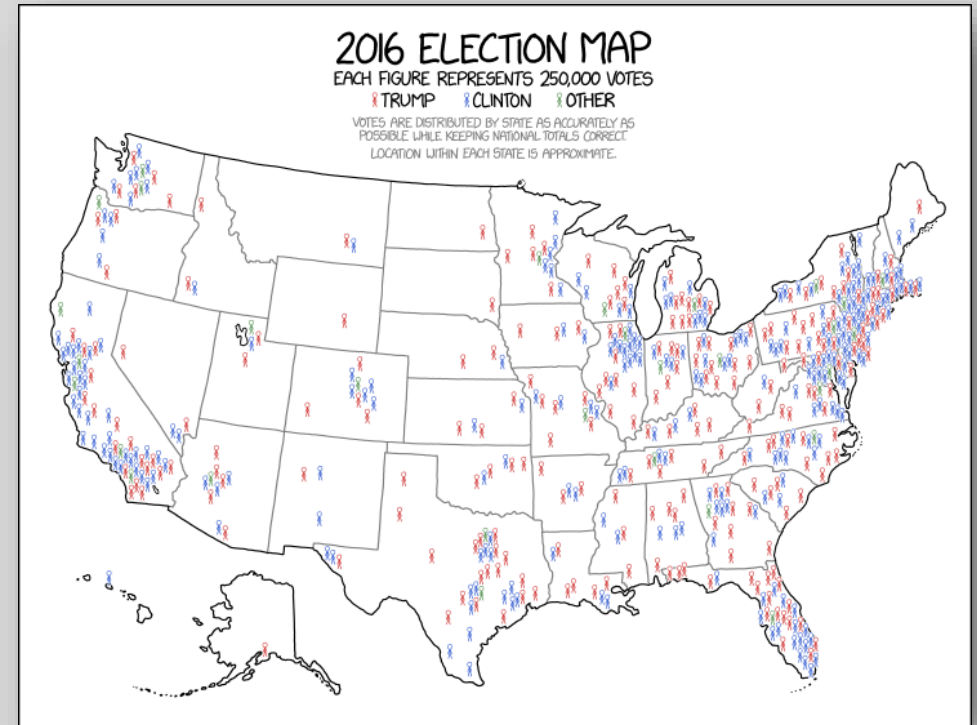 2016 ELECTION MAP
EACH FIGURE REPRESENTS 250,000 VOTES
TRUMP CLINTON OTHER
VOTES ARE DISTRIBUTED BY STATE AS ACCURATELY AS
POSSIBLE WHILE KEEPING NATIONAL TOTALS CORRECT.
LOCATION WITHIN EACH STATE IS APPROXIMATE.